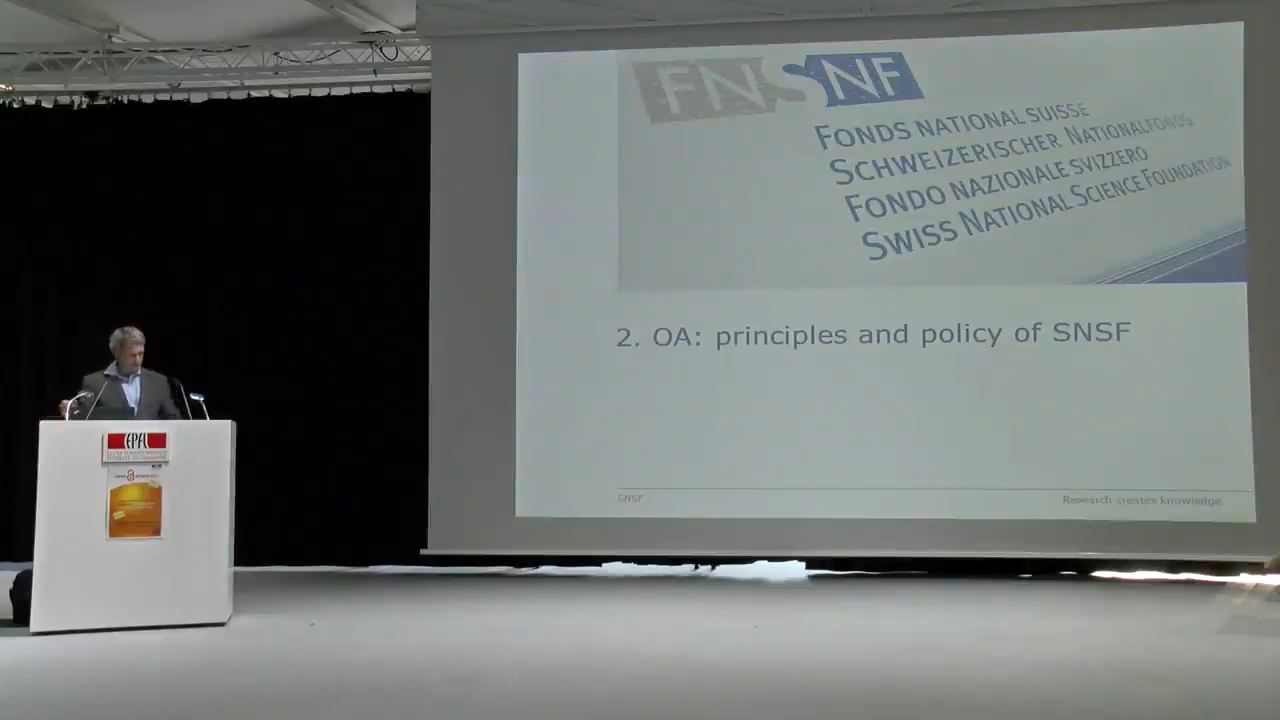 FNSNF
FONDS NATIONAL SUISSE
SCHWEIZERISCHER NATIONALFONDS
FONDO NAZIONALE SVIZZERO
SWISS NATIONAL SCIENCE FOUNDATION
2. OA: principles and policy of SNSF
SNSF
Research creates knowledge.
EPFL